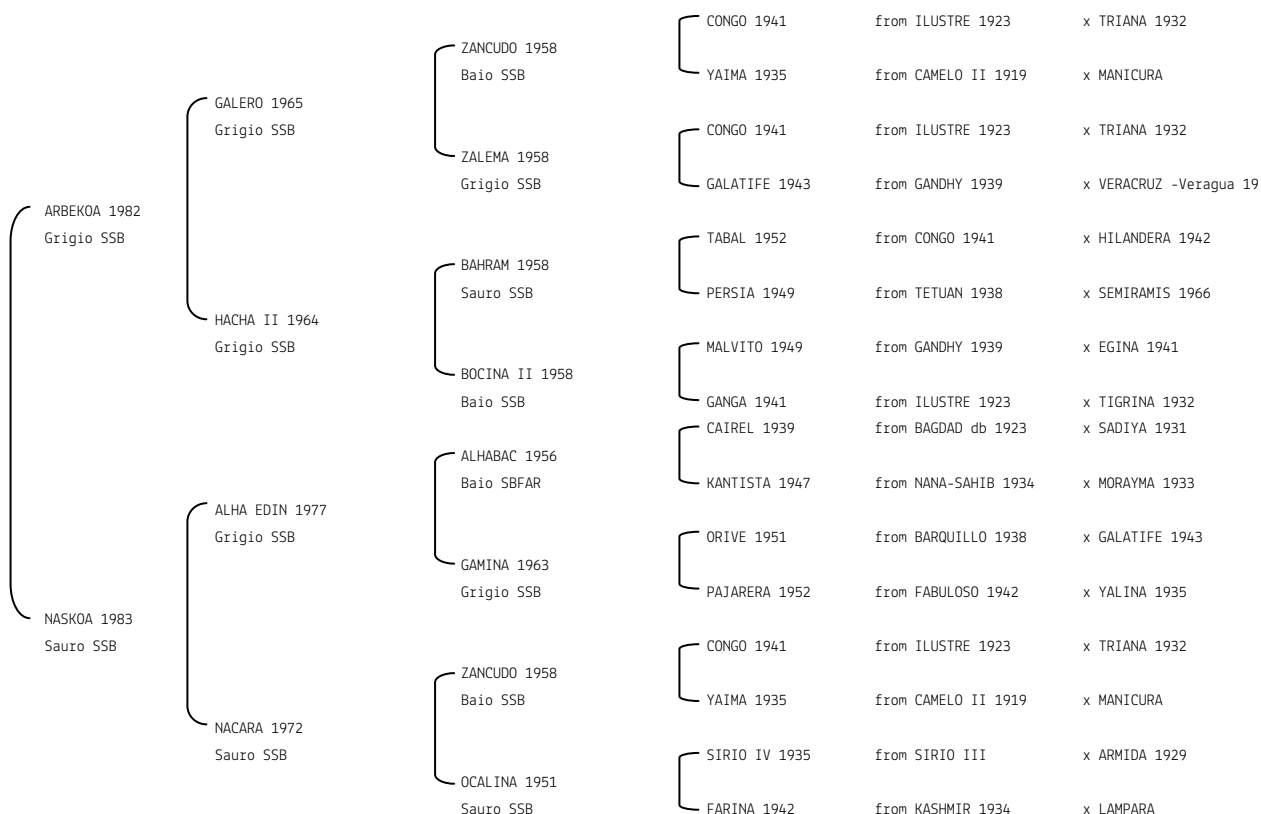 CONGO 1941 from ILUSTRE 1923 x TRIANA 1932
ZANCUDO 1958
Baio SSB YAIMA 1935 from CAMELO II 1919 x MANICURA
GALERO 1965
Grigio SSB CONGO 1941 from ILUSTRE 1923 x TRIANA 1932
ZALEMA 1958
Grigio SSB GALATIFE 1943 from GANDHY 1939 x VERACRUZ -Veragua 19
ARBEKOA 1982
Grigio SSB TABAL 1952 from CONGO 1941 x HILANDERA 1942
BAHRAM 1958
Sauro SSB PERSIA 1949 from TETUAN 1938 x SEMIRAMIS 1966
HACHA II 1964
Grigio SSB MALVITO 1949 from GANDHY 1939 x EGINA 1941
BOCINA II 1958
Baio SSB GANGA 1941 from ILUSTRE 1923 x TIGRINA 1932
CAIREL 1939 from BAGDAD db 1923 x SADIYA 1931
ALHABAC 1956
Baio SBFAR KANTISTA 1947 from NANA-SAHIB 1934 x MORAYMA 1933
ALHA EDIN 1977
Grigio SSB ORIVE 1951 from BARQUILLO 1938 x GALATIFE 1943
GAMINA 1963
Grigio SSB PAJARERA 1952 from FABULOSO 1942 x YALINA 1935
NASKOA 1983
Sauro SSB CONGO 1941 from ILUSTRE 1923 x TRIANA 1932
ZANCUDO 1958
Baio SSB YAIMA 1935 from CAMELO II 1919 x MANICURA
NACARA 1972
Sauro SSB SIRIO IV 1935 from SIRIO III x ARMIDA 1929
OCALINA 1951
Sauro SSB FARINA 1942 from KASHMIR 1934 x LAMPARA